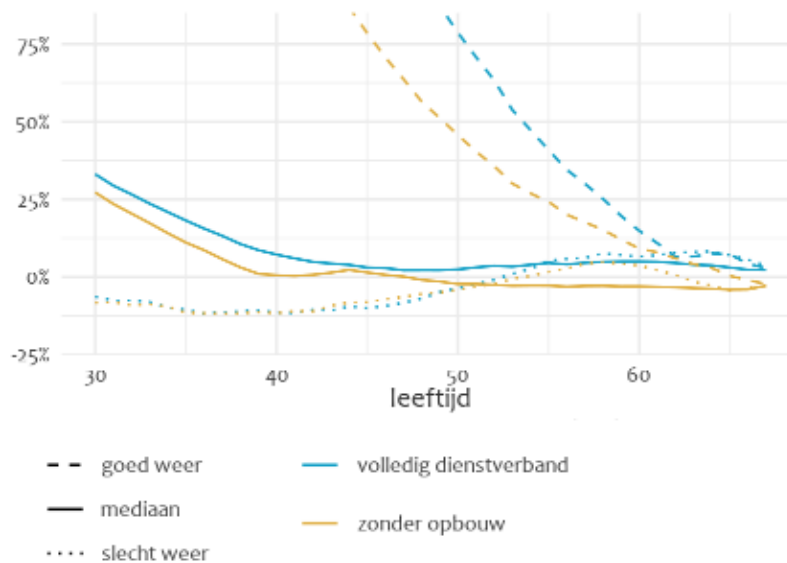 75%
50%
25%
0%
-25%
30 40 50 60
leeftijd
goed weer
volledig dienstverband
mediaan
zonder opbouw
slecht weer